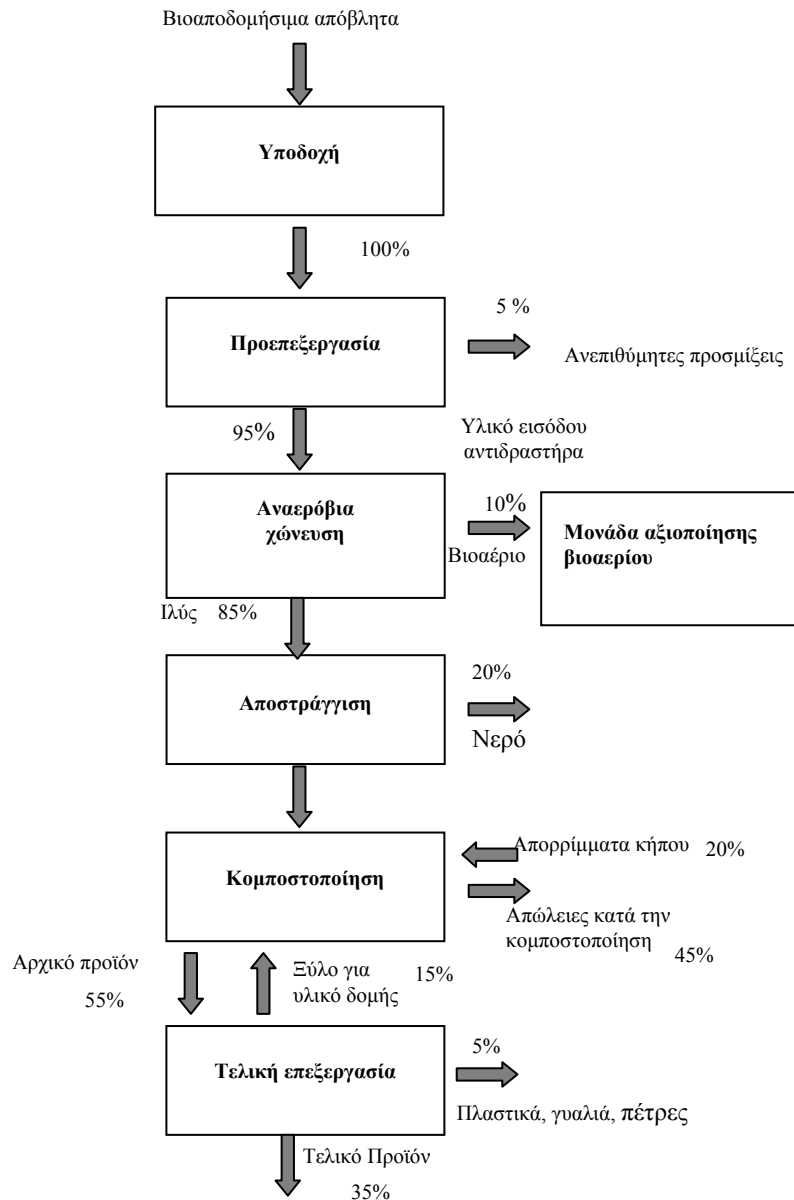 Βιοαποδομήσιμα απόβλητα
Υποδοχή
100%
5 %
Προεπεξεργασία
Ανεπιθύμητες προσμίξεις
95%
Υλικό εισόδου
αντιδραστήρα
Αναερόβια
χώνευση
10%
Βιοαέριο
Μονάδα αξιοποίησης
βιοαερίου
Ιλύς 85%
Αποστράγγιση
20%
Νερό
Κομποστοποίηση
Απορρίμματα κήπου 20%
Απώλειες κατά την
κομποστοποίηση 45%
Αρχικό προϊόν
55%
Ξύλο για
υλικό δομής
15%
Τελική επεξεργασία
5%
Πλαστικά, γυαλιά, πέτρες
Τελικό Προϊόν
35%